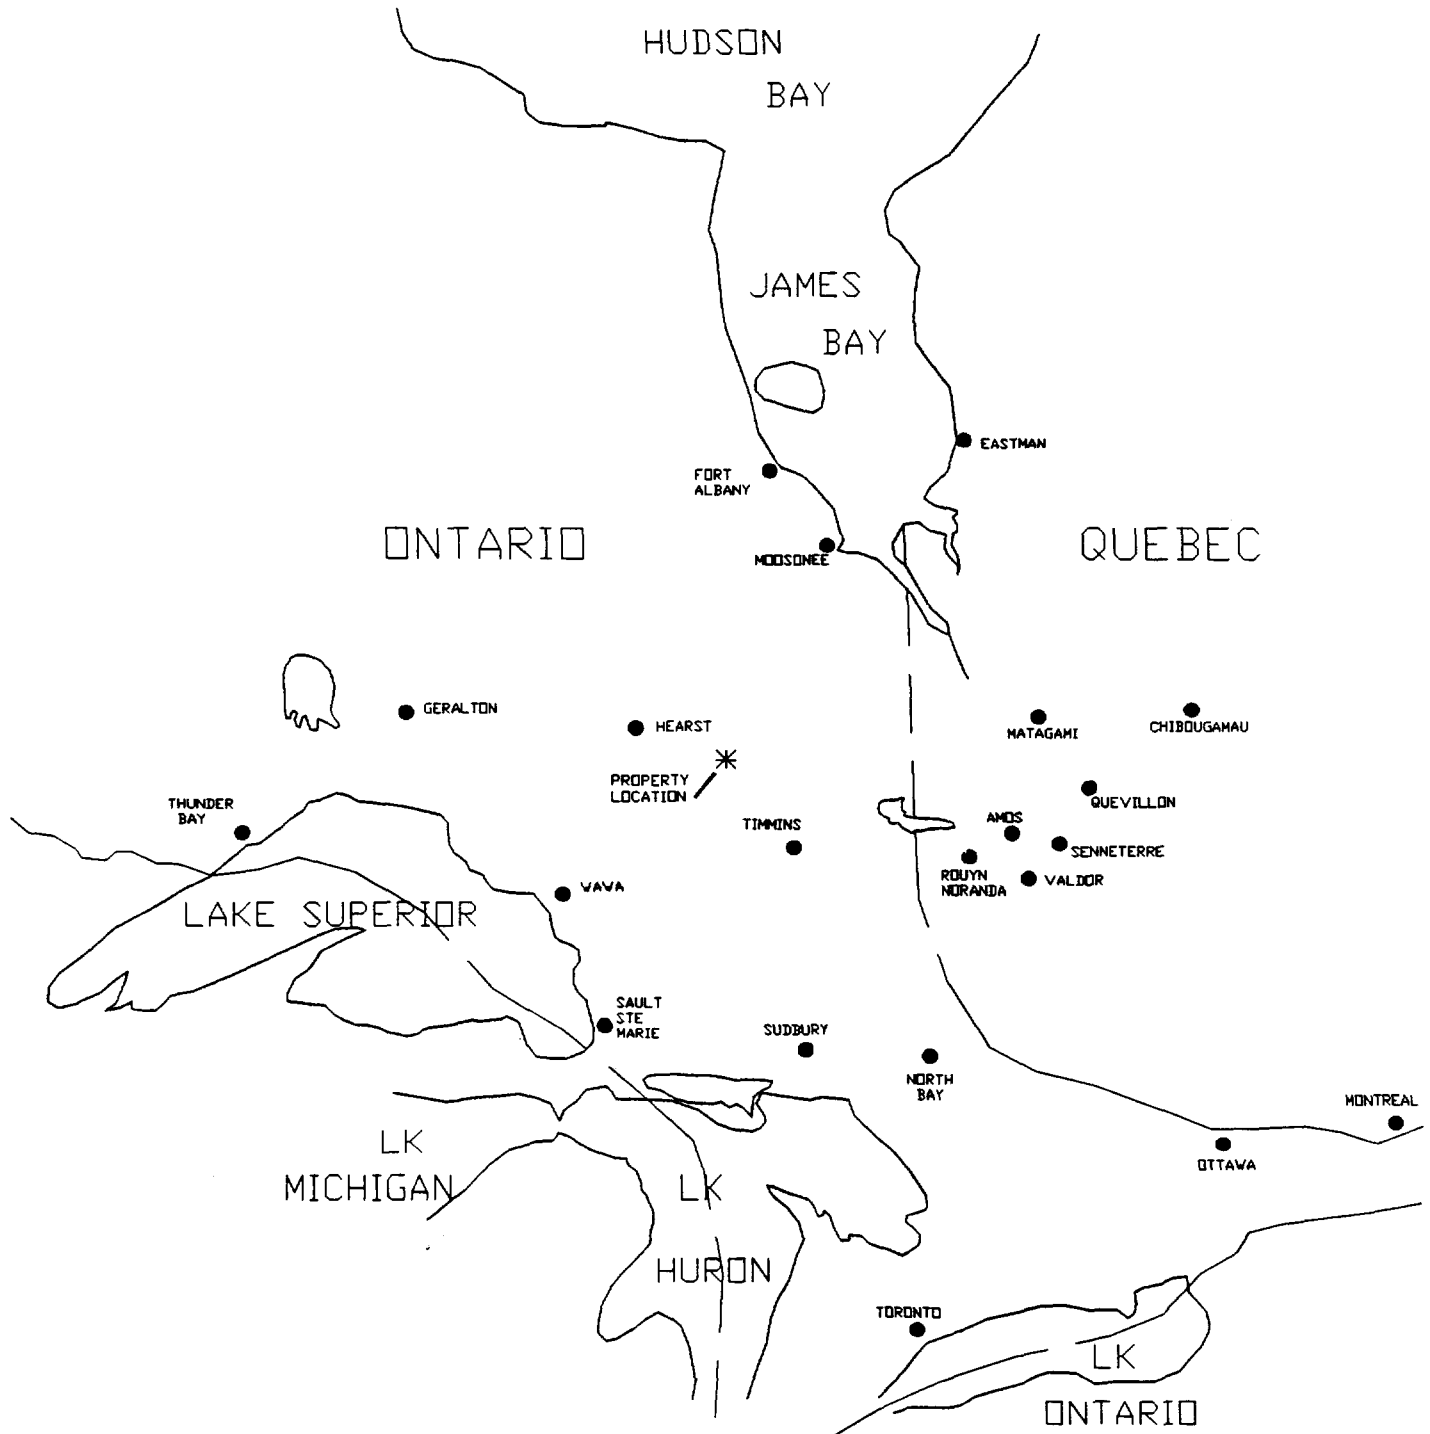 HUDSON
BAY
JAMES
BAY
EASTMAN
FORT
ALBANY
ONTARIO
QUEBEC
MOOSONEE
GERALTON
HEARST
MATAGAMI
CHIBOUGAMAU
PROPERTY
LOCATION
QUEVILLON
THUNDER
BAY
TIMMINS
AMOS
SENNETERRE
ROUYN
NORANDA
VALDOR
WAWA
LAKE SUPERIOR
SAULT
STE
MARIE
SUDBURY
NORTH
BAY
MONTREAL
OTTAWA
LK
MICHIGAN
LK
HURON
TORONTO
LK
ONTARIO